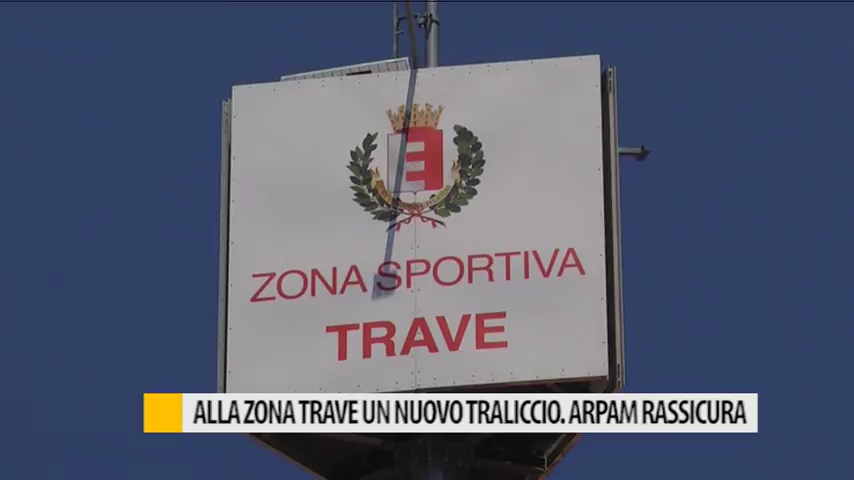 ZONA SPORTIVA
TRAVE
ALLA ZONA TRAVE UN NUOVO TRALICCIO. ARPAM RASSICURA